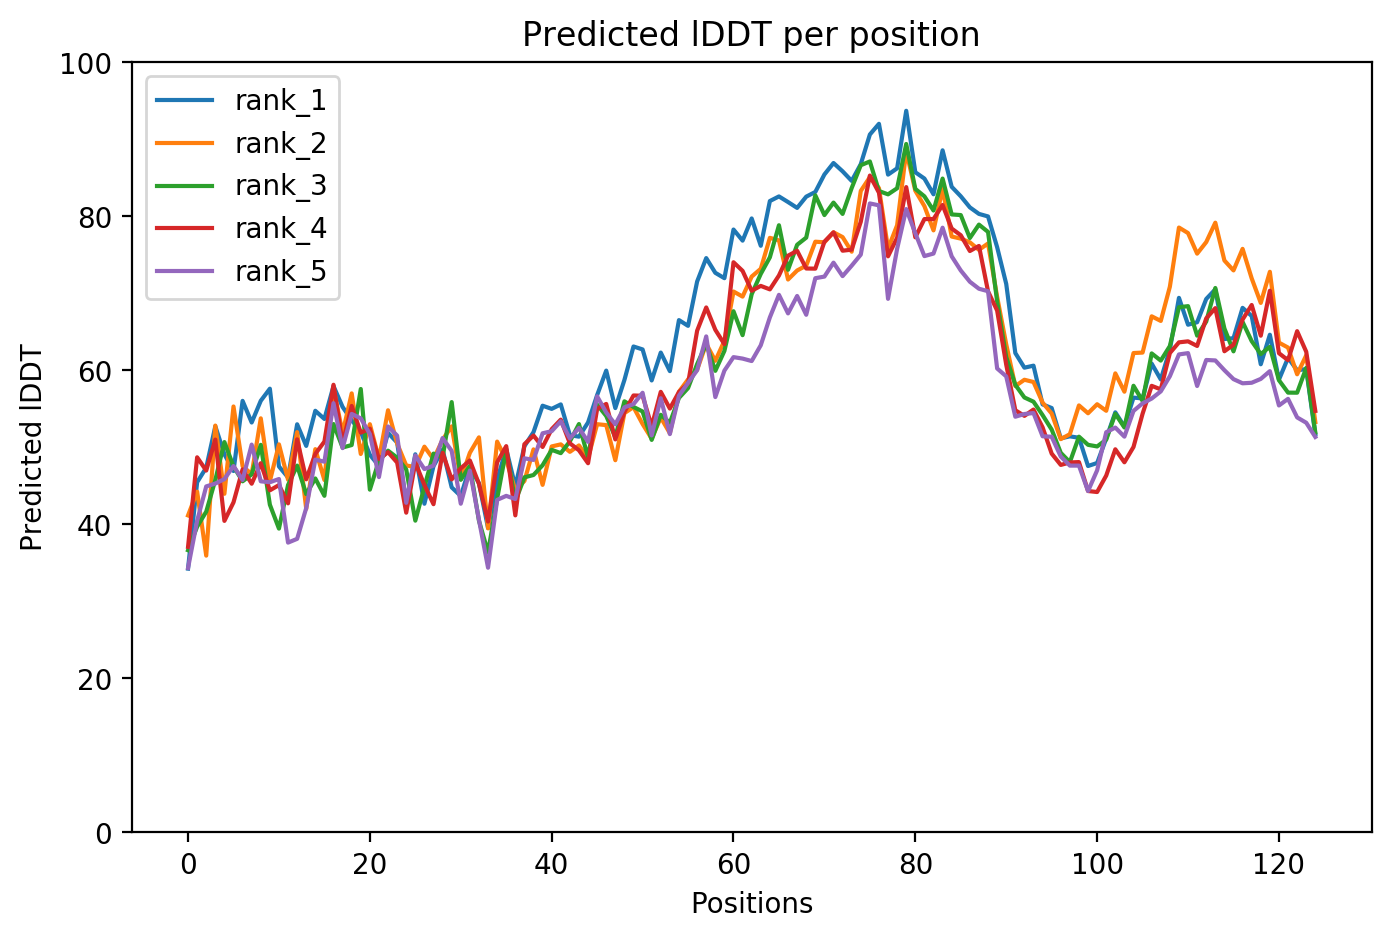 Predicted lDDT per position
100
80
60
40
20
0
Predicted lDDT
rank_1
rank_2
rank_3
rank_4
rank_5
0 20 40 60 80 100 120
Positions